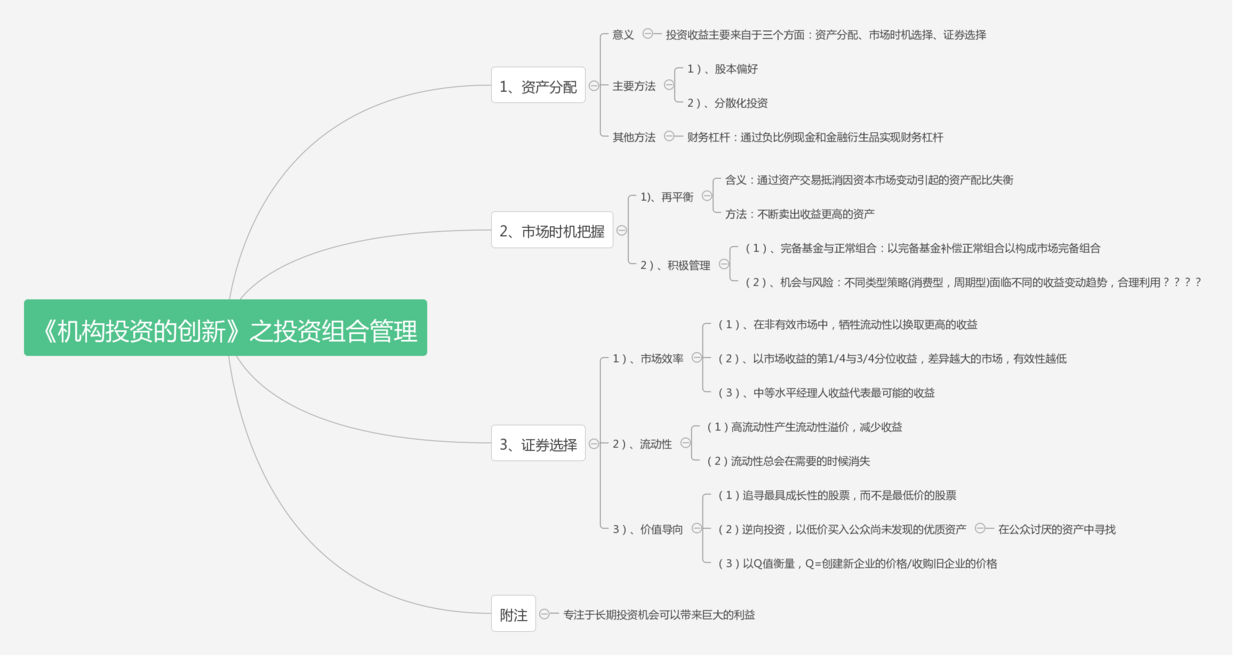 《机构投资的创新》之投资组合管理
1、资产分配
意义
投资收益主要来自于三个方面：资产分配、市场时机选择、证券选择
主要方法
1）、股本偏好
2）、分散化投资
其他方法
财务杠杆：通过负比例现金和金融衍生品实现财务杠杆
2、市场时机把握
1)、再平衡
含义：通过资产交易抵消因资本市场变动引起的资产配比失衡
方法：不断卖出收益更高的资产
2）、积极管理
（1）、完备基金与正常组合：以完备基金补偿正常组合以构成市场完备组合
（2）、机会与风险：不同类型策略(消费型，周期型)面临不同的收益变动趋势，合理利用？？？？
3、证券选择
1）、市场效率
（1）、在非有效市场中，牺牲流动性以换取更高的收益
（2）、以市场收益的第1/4与3/4分位收益，差异越大的市场，有效性越低
（3）、中等水平经理人收益代表最可能的收益
2）、流动性
（1）高流动性产生流动性溢价，减少收益
（2）流动性总会在需要的时候消失
3）、价值导向
（1）追寻最具成长性的股票，而不是最低价的股票
（2）逆向投资，以低价买入公众尚未发现的优质资产
在公众讨厌的资产中寻找
（3）以Q值衡量，Q=创建新企业的价格/收购旧企业的价格
附注
专注于长期投资机会可以带来巨大的利益